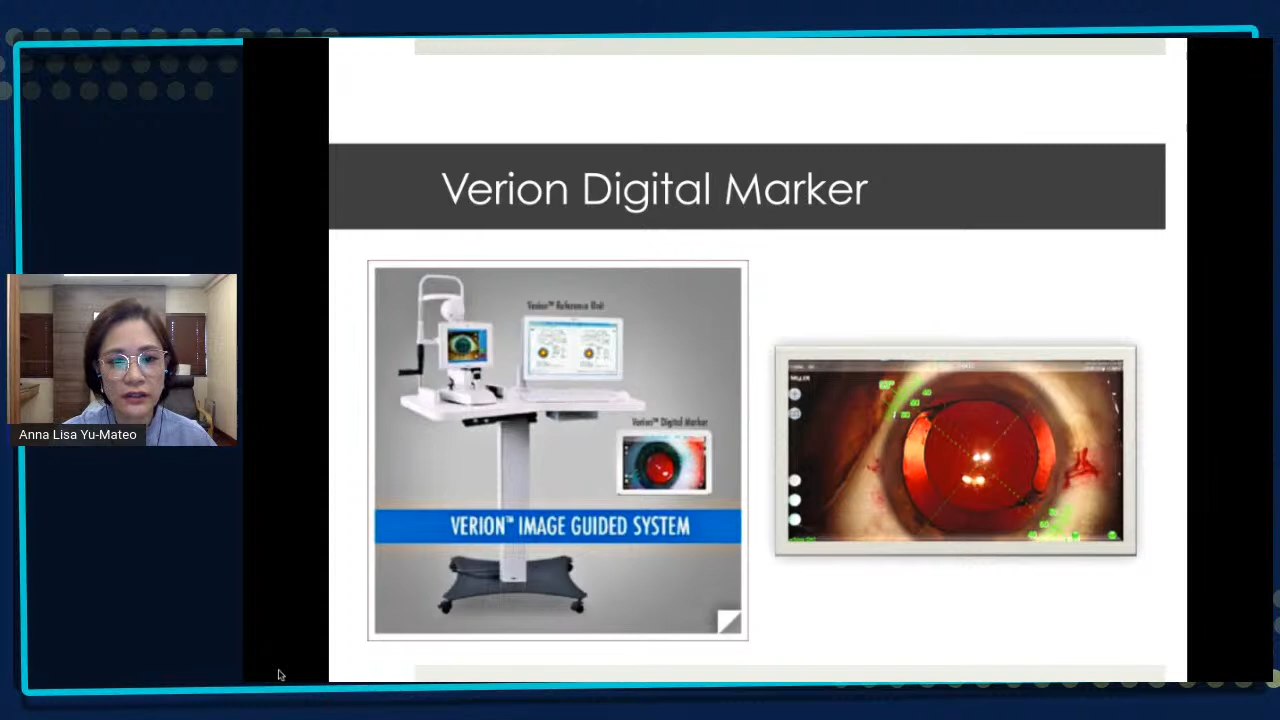 Verion Digital Marker
Verion™ Reference Unit
Verion™ Digital Marker
VERION™ IMAGE GUIDED SYSTEM
Anna Lisa Yu-Mateo